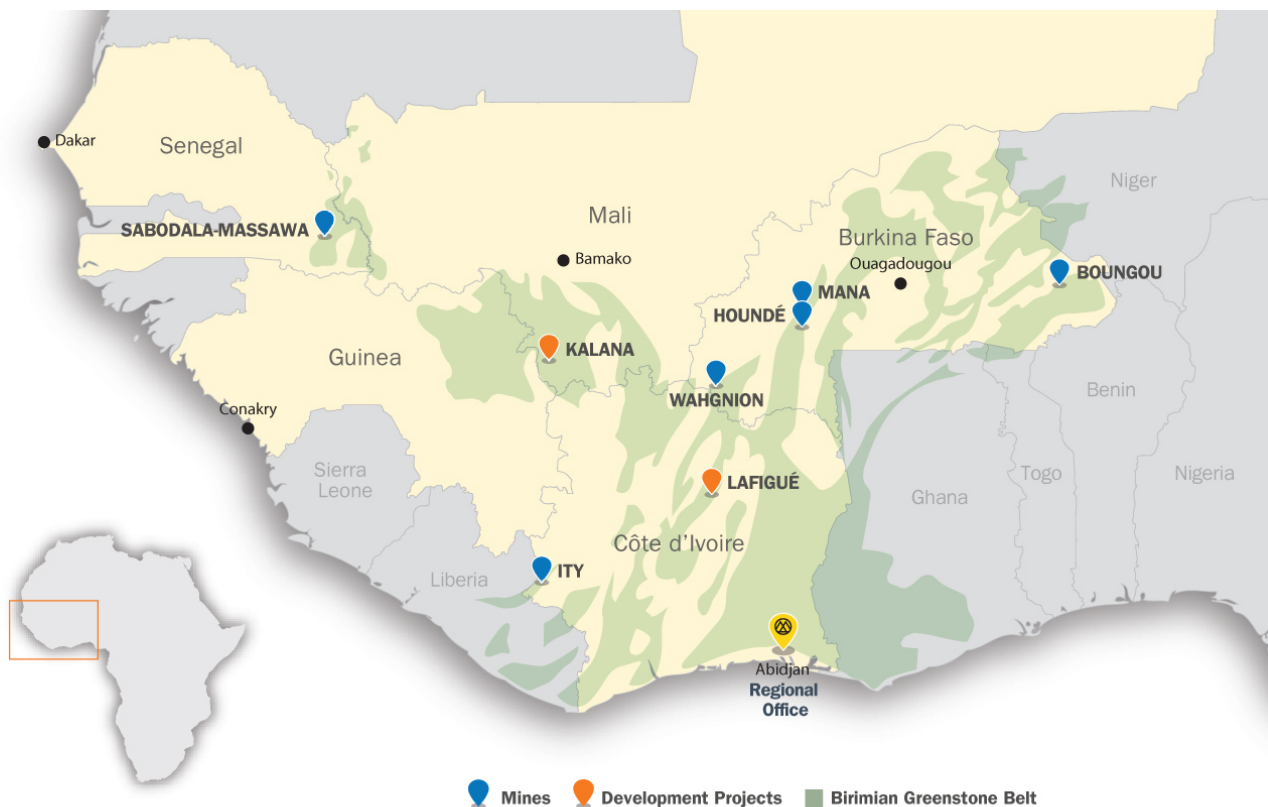 Dakar
Senegal
SABODALA-MASSAWA
Mali
Bamako
Niger
Burkina Faso
Ouagadougou
BOUNGOU
MANA
HOUNDÉ
Guinea
KALANA
WAHGNION
Benin
Conakry
Sierra
Leone
LAFIGUÉ
Ghana
Togo
Nigeria
Côte d'Ivoire
ITY
Liberia
Abidjan
Regional
Office
Mines
Development Projects
Birimian Greenstone Belt